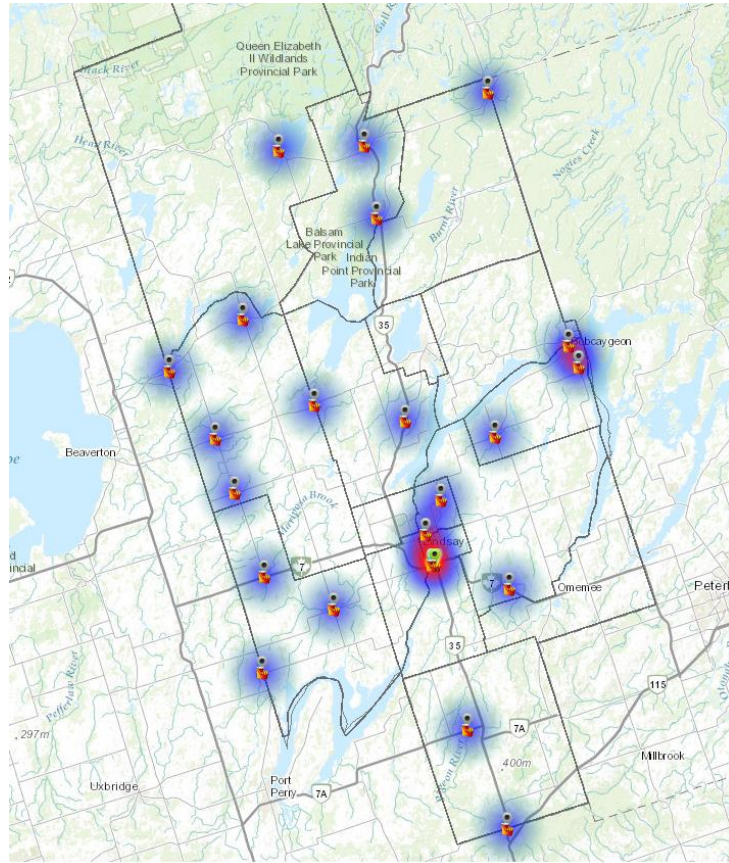 Queen Elizabeth
II Wildlands
Provincial Park
Gull River
Black River
Head River
Nogies Creek
Burnt River
Balsam
Lake Provincial
Park
Indian
Point Provincial
Park
35
Bobcaygeon
Beaverton
Mariposa Brook
Lindsay
7
7
Omemee
35
115
Pefferlaw River
297m
7A
Pigeon River
400m
Millbrook
Uxbridge
Port
Perry
7A